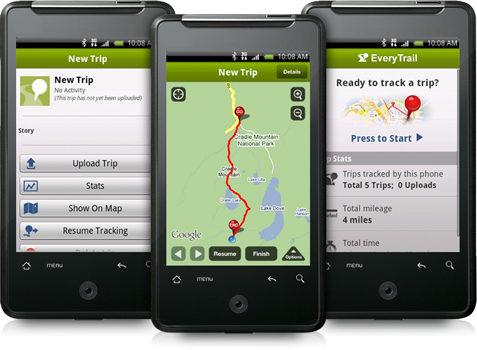 10:08 AM
New Trip
New Trip
No Activity
(This trip has not yet been uploaded)
Story
Upload Trip
Stats
Show On Map
Resume Tracking
MENU
10:08 AM
New Trip
Details
Cradle Mountain
National Park
Cradle
Mountain
Lake Dove
END
Google
Resume
Finish
Options
MENU
10:08 AM
EveryTrail
Ready to track a trip?
Press to Start
p Stats
Trips tracked by this phone
Total 5 Trips; 0 Uploads
Total mileage
4 miles
Total time
MENU